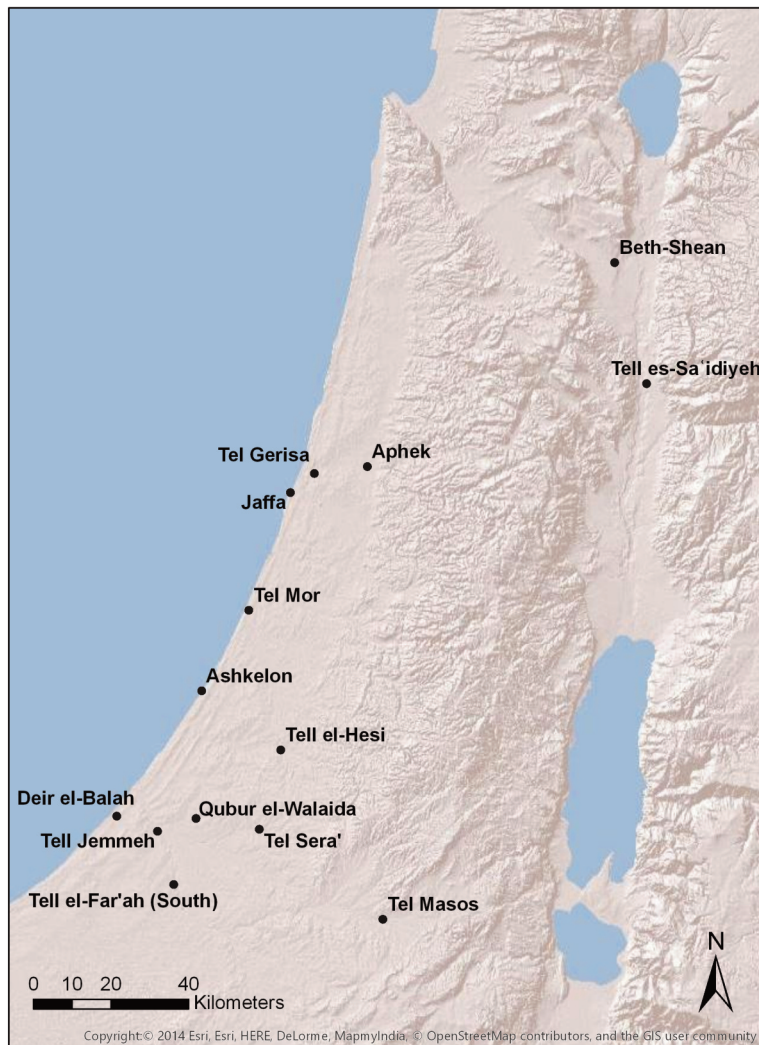 Beth-Shean
Tell es-Saʿidiyeh
Tel Gerisa
Aphek
Jaffa
Tel Mor
Ashkelon
Tell el-Hesi
Deir el-Balah
Qubur el-Walaida
Tell Jemmeh
Tel Sera'
Tell el-Far'ah (South)
Tel Masos
N
0 10 20 40
Kilometers
Copyright:© 2014 Esri, Esri, HERE, DeLorme, MapmyIndia, © OpenStreetMap contributors, and the GIS user community